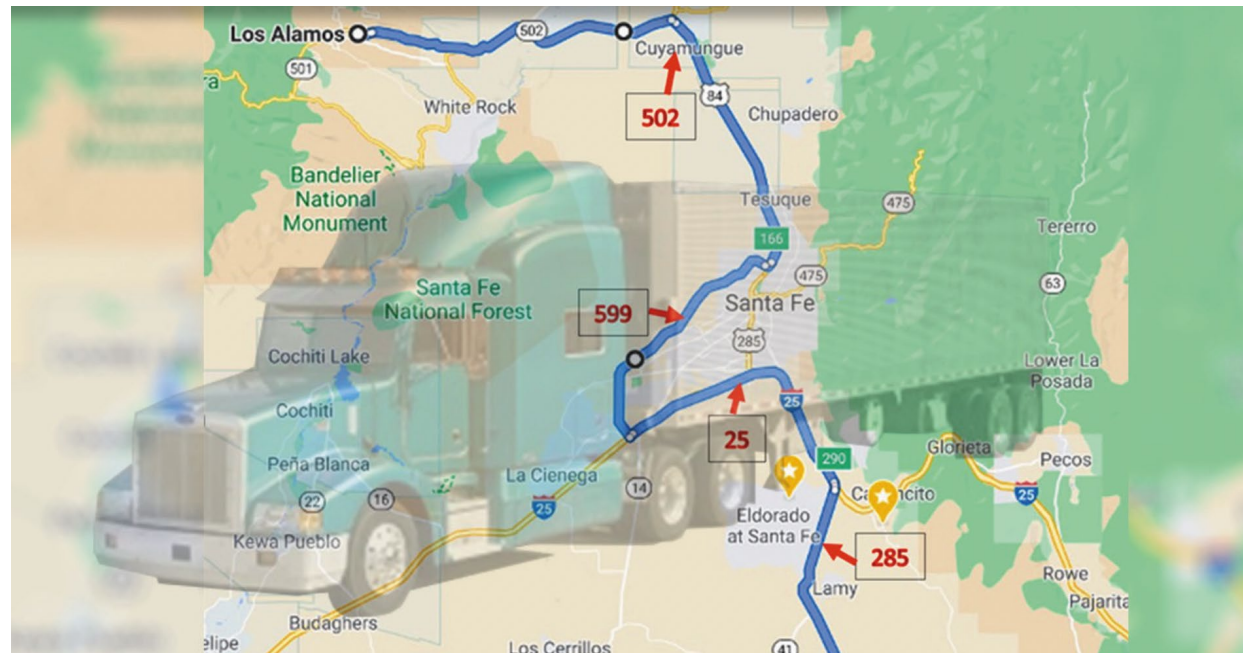 Los Alamos
502
Cuyamungue
501
ra
84
White Rock
502
Chupadero
Bandelier
National
Monument
Tesuque
475
Tererro
166
475
63
Santa Fe
National Forest
599
Santa Fe
285
Cochiti Lake
Lower La
Posada
25
Cochiti
25
Glorieta
Peña Blanca
La Cienega
290
Pecos
22
16
14
25
25
Eldorado
at Santa Fe
Kewa Pueblo
285
Rowe
Lamy
Pajarita
Budaghers
elipe
Los Cerrillos
41